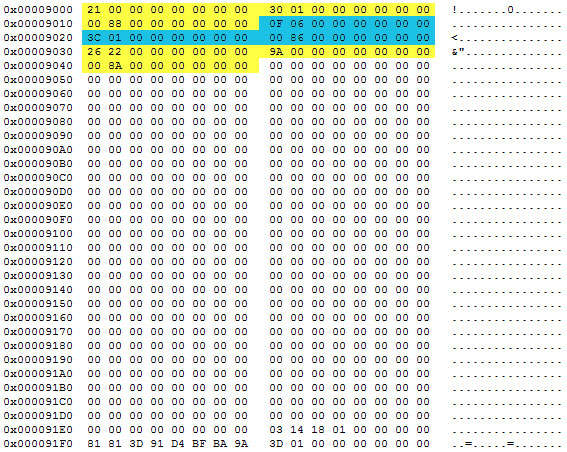 0x00009000 21 00 00 00 00 00 00 00 30 01 00 00 00 00 00 00 !.......0.......
0x00009010 00 88 00 00 00 00 00 00 0F 06 00 00 00 00 00 00 ................
0x00009020 3C 01 00 00 00 00 00 00 00 86 00 00 00 00 00 00 <...............
0x00009030 26 22 00 00 00 00 00 00 9A 00 00 00 00 00 00 00 &"..............
0x00009040 00 8A 00 00 00 00 00 00 00 00 00 00 00 00 00 00 ................
0x00009050 00 00 00 00 00 00 00 00 00 00 00 00 00 00 00 00 ................
0x00009060 00 00 00 00 00 00 00 00 00 00 00 00 00 00 00 00 ................
0x00009070 00 00 00 00 00 00 00 00 00 00 00 00 00 00 00 00 ................
0x00009080 00 00 00 00 00 00 00 00 00 00 00 00 00 00 00 00 ................
0x00009090 00 00 00 00 00 00 00 00 00 00 00 00 00 00 00 00 ................
0x000090A0 00 00 00 00 00 00 00 00 00 00 00 00 00 00 00 00 ................
0x000090B0 00 00 00 00 00 00 00 00 00 00 00 00 00 00 00 00 ................
0x000090C0 00 00 00 00 00 00 00 00 00 00 00 00 00 00 00 00 ................
0x000090D0 00 00 00 00 00 00 00 00 00 00 00 00 00 00 00 00 ................
0x000090E0 00 00 00 00 00 00 00 00 00 00 00 00 00 00 00 00 ................
0x000090F0 00 00 00 00 00 00 00 00 00 00 00 00 00 00 00 00 ................
0x00009100 00 00 00 00 00 00 00 00 00 00 00 00 00 00 00 00 ................
0x00009110 00 00 00 00 00 00 00 00 00 00 00 00 00 00 00 00 ................
0x00009120 00 00 00 00 00 00 00 00 00 00 00 00 00 00 00 00 ................
0x00009130 00 00 00 00 00 00 00 00 00 00 00 00 00 00 00 00 ................
0x00009140 00 00 00 00 00 00 00 00 00 00 00 00 00 00 00 00 ................
0x00009150 00 00 00 00 00 00 00 00 00 00 00 00 00 00 00 00 ................
0x00009160 00 00 00 00 00 00 00 00 00 00 00 00 00 00 00 00 ................
0x00009170 00 00 00 00 00 00 00 00 00 00 00 00 00 00 00 00 ................
0x00009180 00 00 00 00 00 00 00 00 00 00 00 00 00 00 00 00 ................
0x00009190 00 00 00 00 00 00 00 00 00 00 00 00 00 00 00 00 ................
0x000091A0 00 00 00 00 00 00 00 00 00 00 00 00 00 00 00 00 ................
0x000091B0 00 00 00 00 00 00 00 00 00 00 00 00 00 00 00 00 ................
0x000091C0 00 00 00 00 00 00 00 00 00 00 00 00 00 00 00 00 ................
0x000091D0 00 00 00 00 00 00 00 00 00 00 00 00 00 00 00 00 ................
0x000091E0 00 00 00 00 00 00 00 00 03 14 18 01 00 00 00 00 ................
0x000091F0 81 81 3D 91 D4 BF BA 9A 3D 01 00 00 00 00 00 00 ..=.....=.......